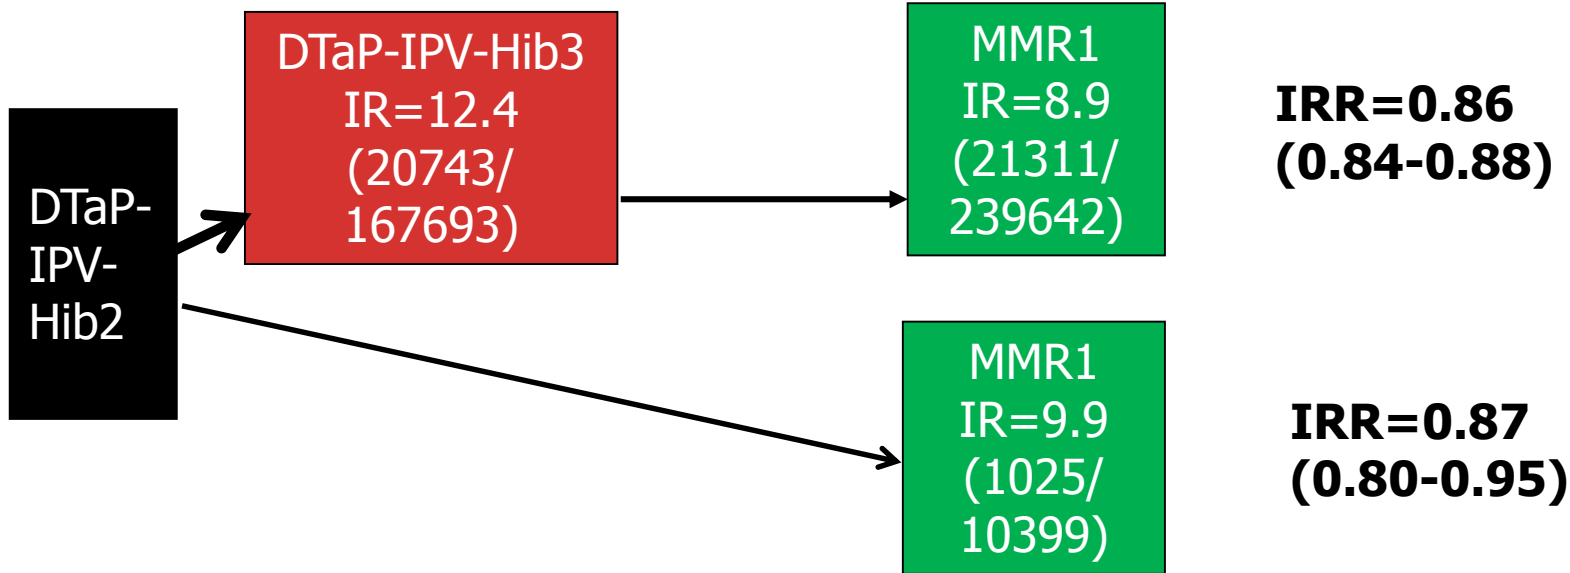 DTaP-
IPV-
Hib2
DTaP-IPV-Hib3
IR=12.4
(20743/
167693)
MMR1
IR=8.9
(21311/
239642)
IRR=0.86
(0.84-0.88)
MMR1
IR=9.9
(1025/
10399)
IRR=0.87
(0.80-0.95)